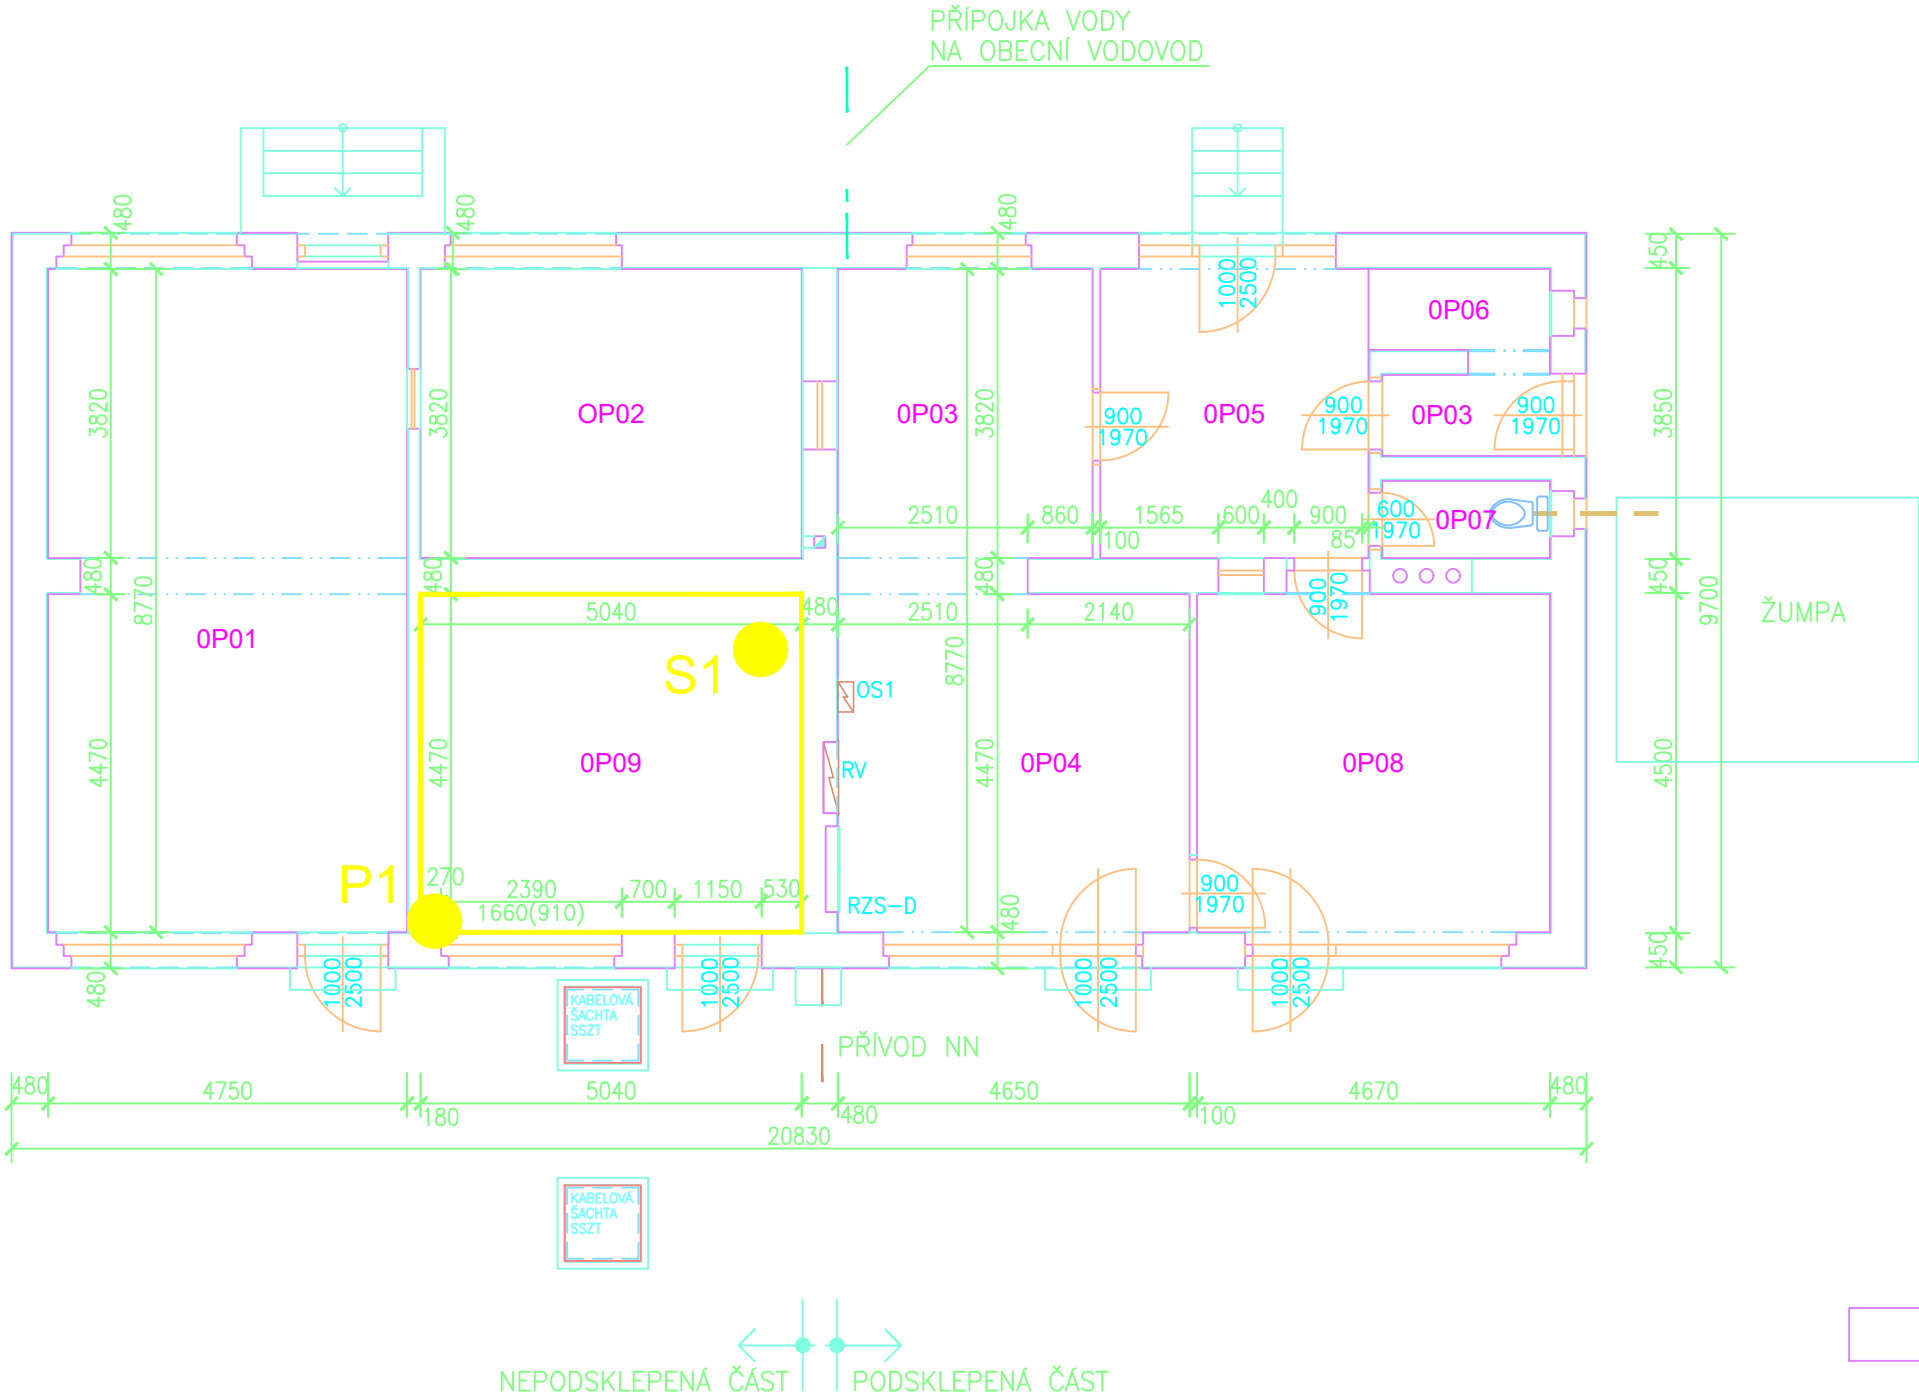 PŘÍPOJKA VODY
NA OBECNÍ VODOVOD
480
480
480
450
1000
2500
0P06
3820
3820
3820
3850
OP02
0P03
0P05
0P03
900
1970
900
1970
900
1970
2510
860
1565
600
400
900
100
85
600
1970
0P07
480
8770
480
480
450
9700
5040
480
2510
2140
900
1970
ŽUMPA
0P01
S1
8770
OS1
4470
4470
4470
4500
0P09
RV
0P04
0P08
P1
270
2390
700
1150
530
1660(910)
RZS-D
480
900
1970
450
480
1000
2500
1000
2500
1000
2500
1000
2500
KABELOVÁ
ŠACHTA
SSZT
PŘÍVOD NN
480
4750
5040
4650
4670
480
180
480
100
20830
KABELOVÁ
ŠACHTA
SSZT
NEPODSKLEPENÁ ČÁST
PODSKLEPENÁ ČÁST